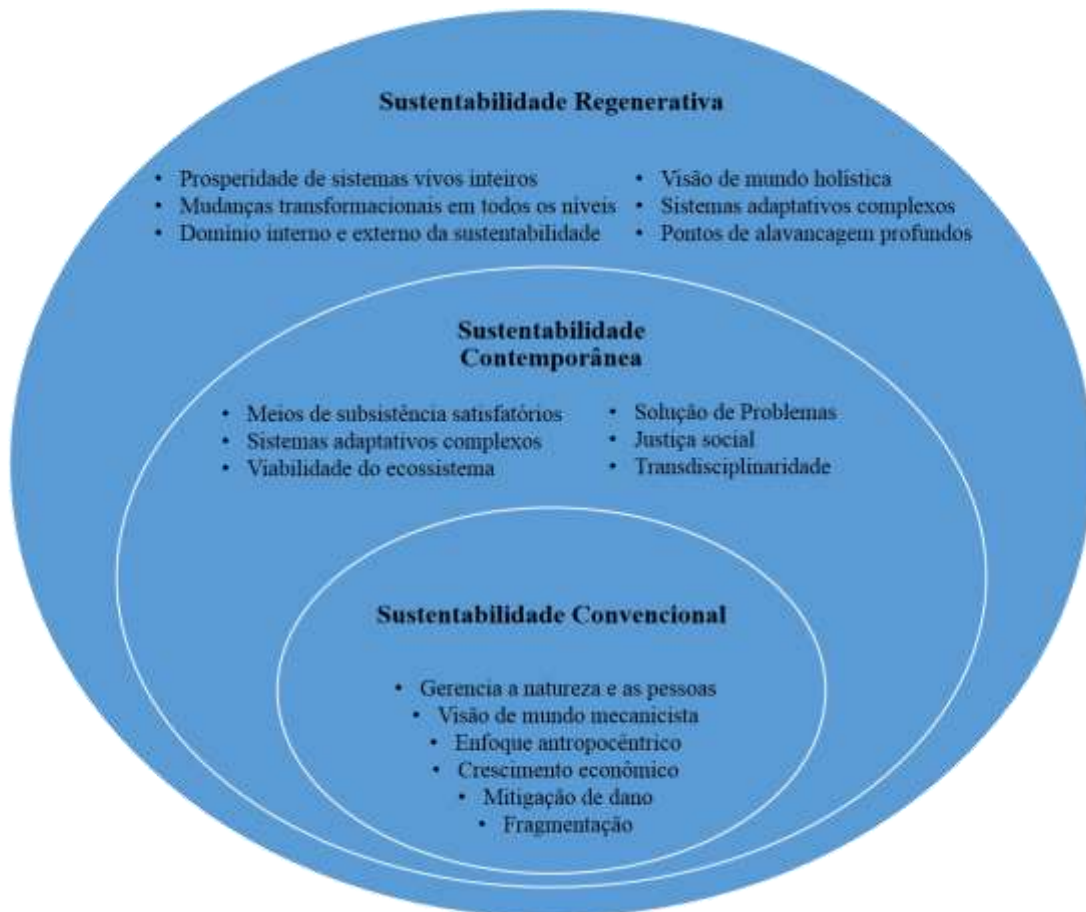 Sustentabilidade Regenerativa
• Prosperidade de sistemas vivos inteiros
• Mudanças transformacionais em todos os níveis
• Domínio interno e externo da sustentabilidade
• Visão de mundo holística
• Sistemas adaptativos complexos
• Pontos de alavancagem profundos
Sustentabilidade
Contemporânea
• Meios de subsistência satisfatórios
• Sistemas adaptativos complexos
• Viabilidade do ecossistema
• Solução de Problemas
• Justiça social
• Transdisciplinaridade
Sustentabilidade Convencional
• Gerencia a natureza e as pessoas
• Visão de mundo mecanicista
• Enfoque antropocêntrico
• Crescimento econômico
• Mitigação de dano
• Fragmentação